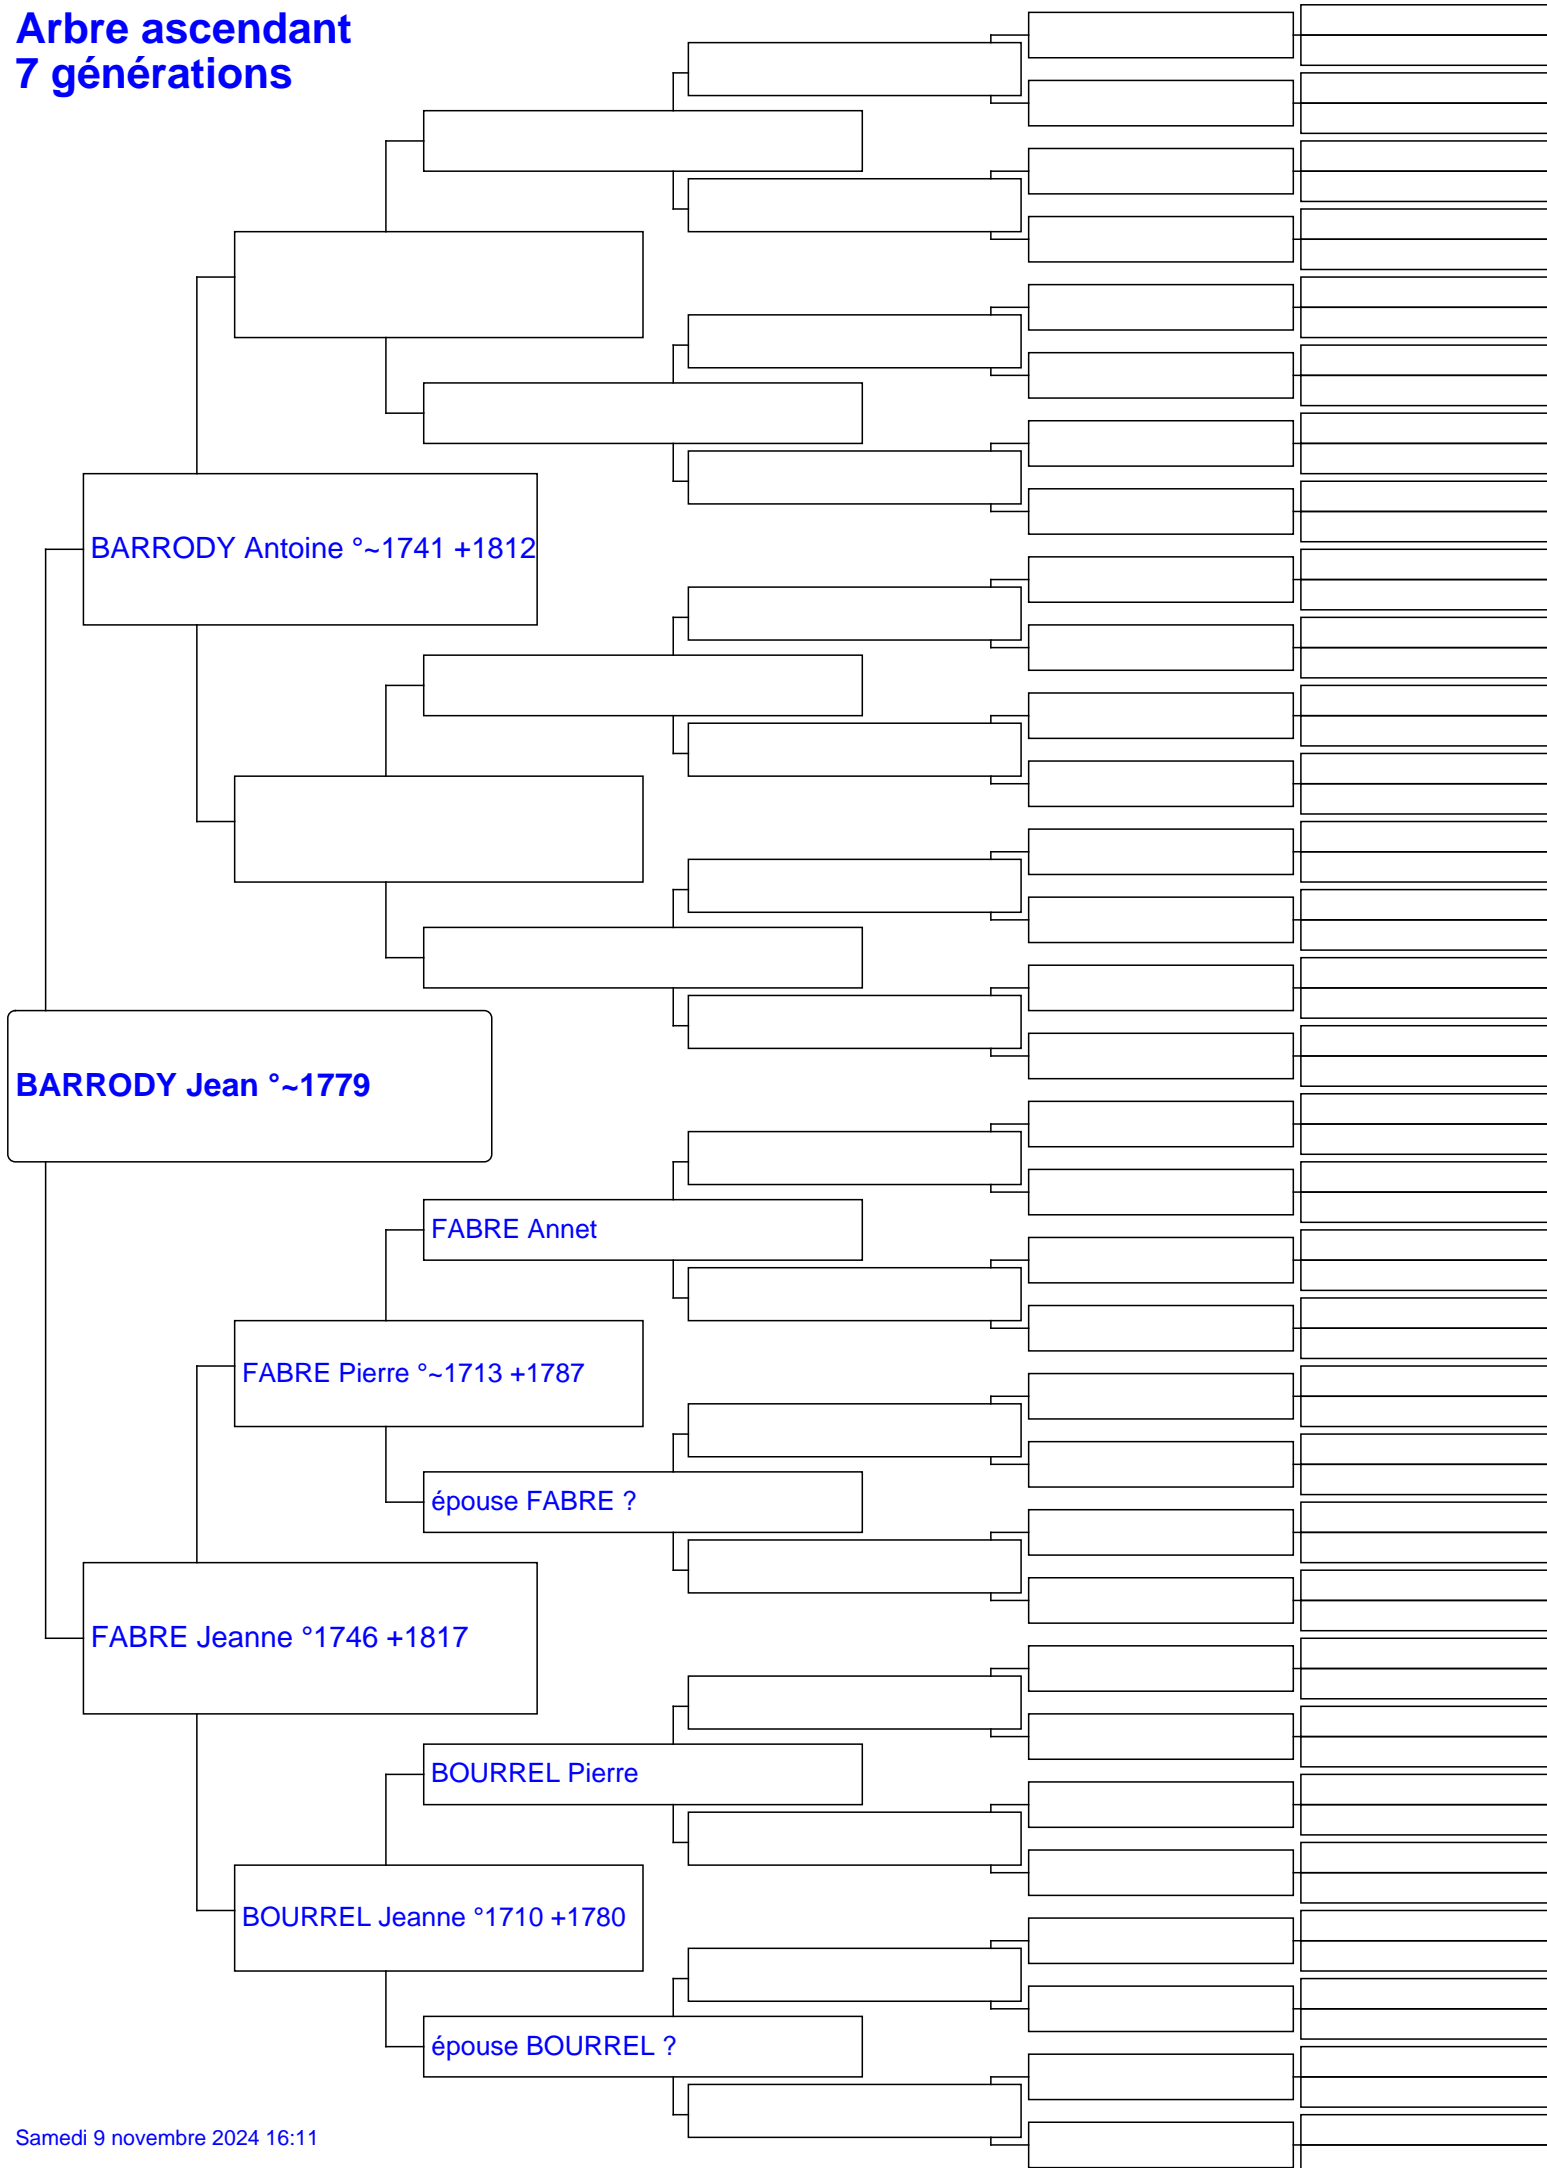 Arbre ascendant
7 générations
BARRODY Antoine °~1741 +1812
BARRODY Jean °~1779
FABRE Annet
FABRE Pierre °~1713 +1787
épouse FABRE ?
FABRE Jeanne °1746 +1817
BOURREL Pierre
BOURREL Jeanne °1710 +1780
épouse BOURREL ?
Samedi 9 novembre 2024 16:11